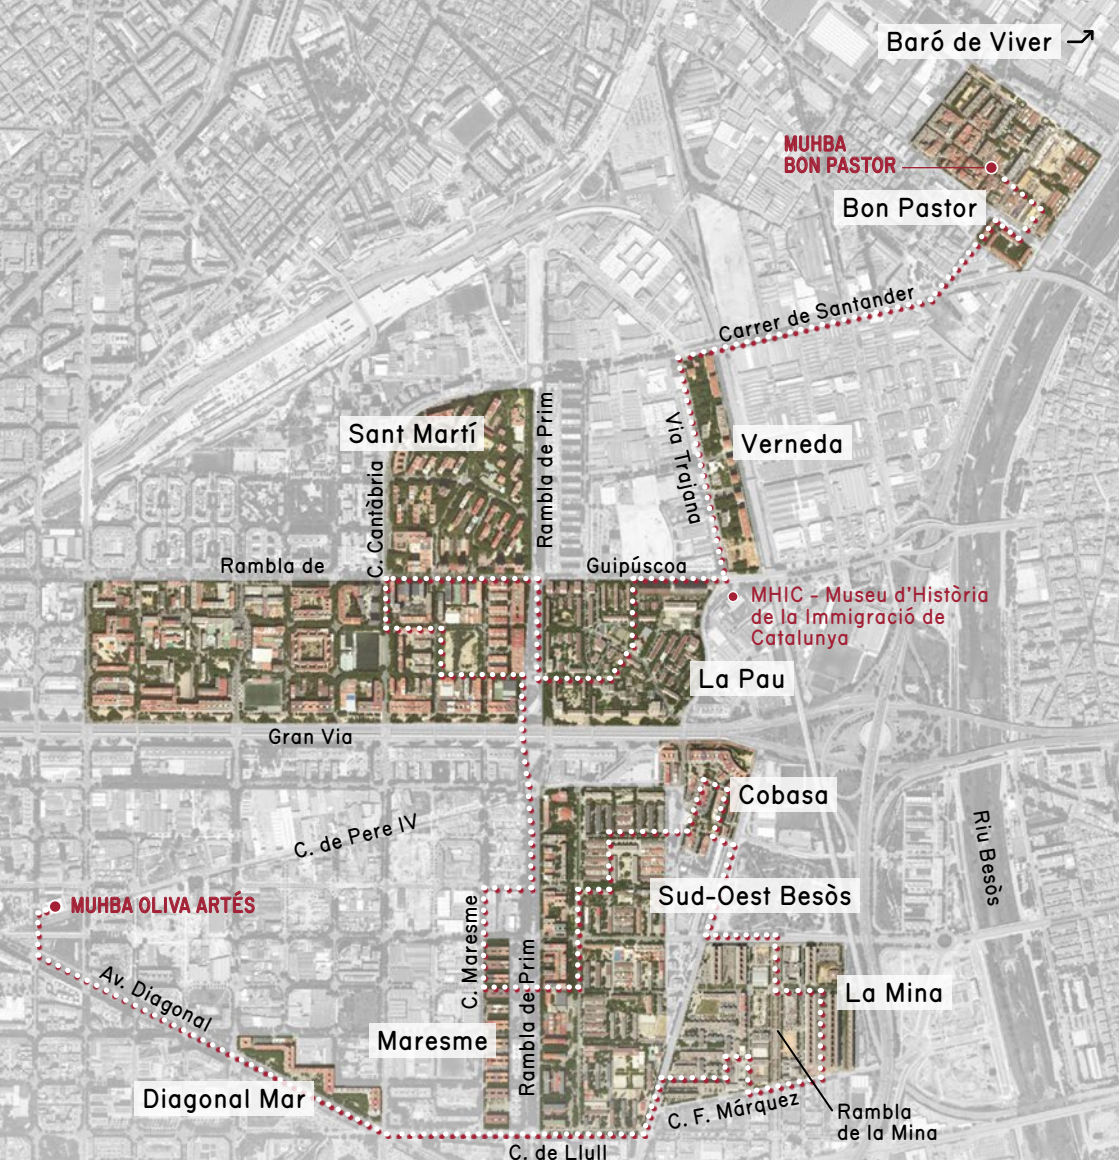 Baró de Viver
MUHBA
BON PASTOR
Bon Pastor
Carrer de Santander
Sant Martí
C. Cantàbria
Rambla de Prim
Via Trajana
Verneda
Rambla de
Guipúscoa
MHIC - Museu d'Història
de la Immigració de
Catalunya
La Pau
Gran Via
Cobasa
C. de Pere IV
Riu Besòs
MUHBA OLIVA ARTÉS
Sud-Oest Besòs
C. Maresme
Rambla de Prim
Av. Diagonal
La Mina
Maresme
Diagonal Mar
C. F. Márquez
Rambla
de la Mina
C. de Llull